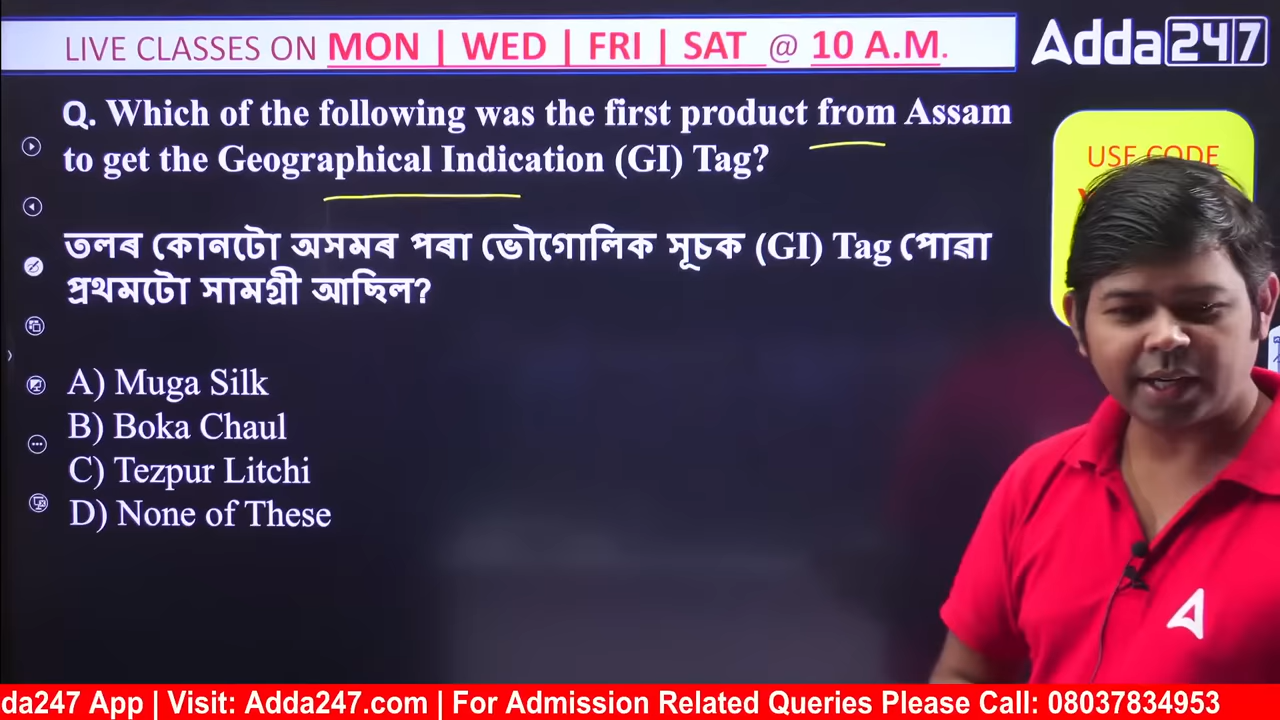 LIVE CLASSES ON MON | WED | FRI | SAT @ 10 A.M.
Adda247
Q. Which of the following was the first product from Assam
to get the Geographical Indication (GI) Tag?
USE CODE
তলৰ কোনটো অসমৰ পৰা ভৌগোলিক সূচক (GI) Tag পোৱা
প্ৰথমটো সামগ্ৰী আছিল?
A) Muga Silk
B) Boka Chaul
C) Tezpur Litchi
D) None of These
da247 App | Visit: Adda247.com | For Admission Related Queries Please Call: 08037834953